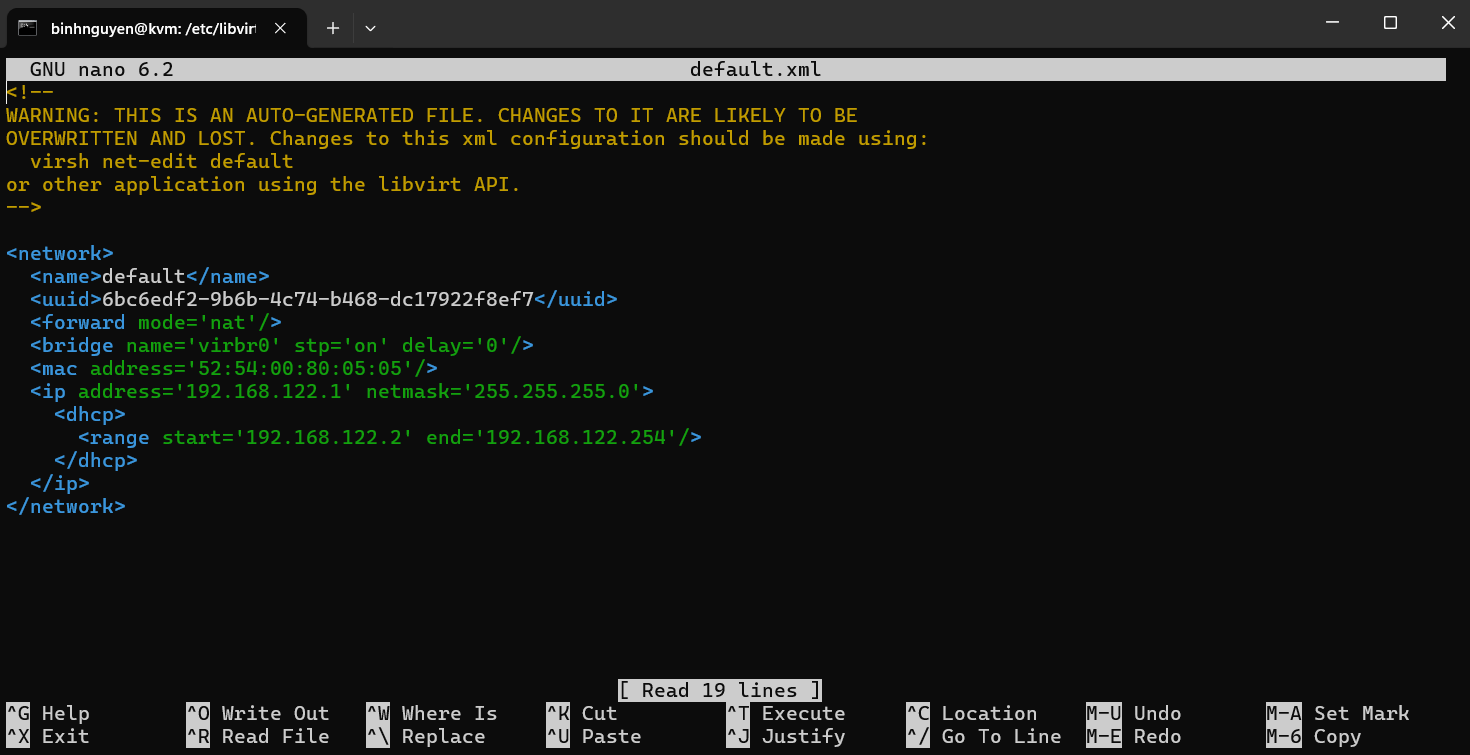 binhnguyen@kvm: /etc/libvirt
GNU nano 6.2 default.xml
<!--
WARNING: THIS IS AN AUTO-GENERATED FILE. CHANGES TO IT ARE LIKELY TO BE
OVERWRITTEN AND LOST. Changes to this xml configuration should be made using:
  virsh net-edit default
or other application using the libvirt API.
-->

<network>
  <name>default</name>
  <uuid>6bc6edf2-9b6b-4c74-b468-dc17922f8ef7</uuid>
  <forward mode='nat'/>
  <bridge name='virbr0' stp='on' delay='0'/>
  <mac address='52:54:00:80:05:05'/>
  <ip address='192.168.122.1' netmask='255.255.255.0'>
    <dhcp>
      <range start='192.168.122.2' end='192.168.122.254'/>
    </dhcp>
  </ip>
</network>
[ Read 19 lines ]
^G Help ^O Write Out ^W Where Is ^K Cut ^T Execute ^C Location M-U Undo M-A Set Mark
^X Exit ^R Read File ^\ Replace ^U Paste ^J Justify ^/ Go To Line M-E Redo M-6 Copy